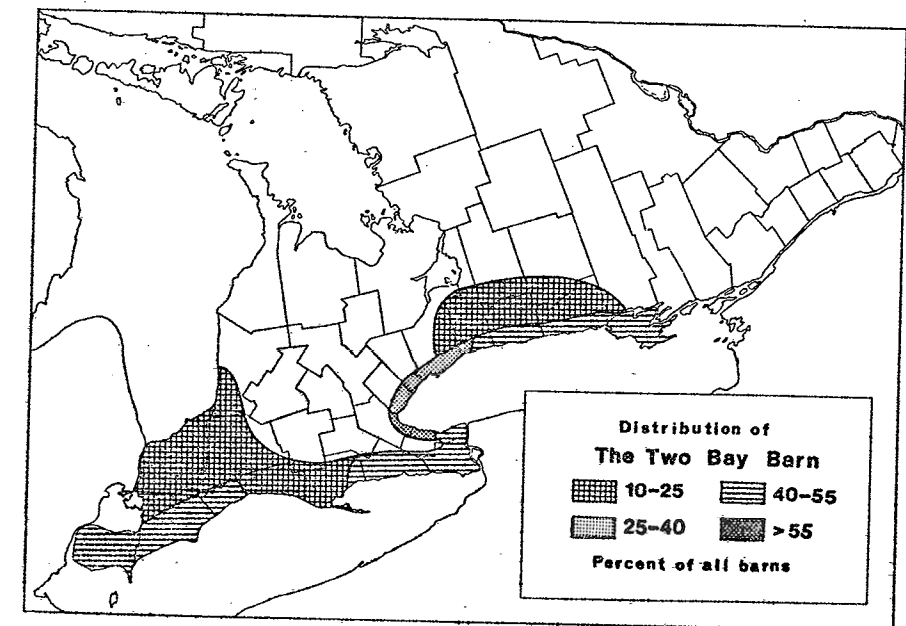 Distribution of
The Two Bay Barn
10-25 40-55
25-40 >55
Percent of all barns